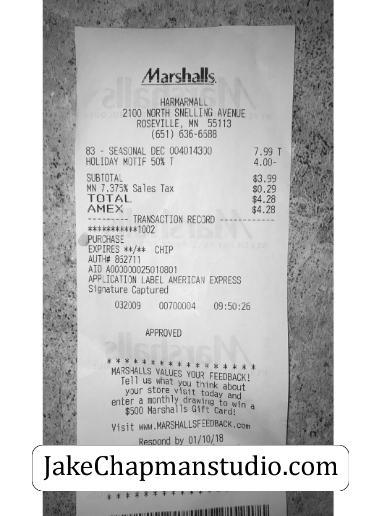 Marshalls.
HARMARMALL
2100 NORTH SNELLING AVENUE
ROSEVILLE, MN 55113
(651) 636-6688
83 - SEASONAL DEC 004014300 7.99 T
HOLIDAY MOTIF 50% T 4.00-
SUBTOTAL $3.99
MN 7.375% Sales Tax $0.29
TOTAL $4.28
AMEX $4.28
--------- TRANSACTION RECORD -----------
***********1002
PURCHASE
EXPIRES **/** CHIP
AUTH# 862711
AID A000000025010801
APPLICATION LABEL AMERICAN EXPRESS
Signature Captured
032009 00700004 09:50:26
APPROVED
* * * * * * * * * * * * * * * *
MARSHALLS VALUES YOUR FEEDBACK!
Tell us what you think about
your store visit today and
enter a monthly drawing to win a
$500 Marshalls Gift Card!
Visit www.MARSHALLSFEEDBACK.com
Respond by 01/10/18
JakeChapmanstudio.com